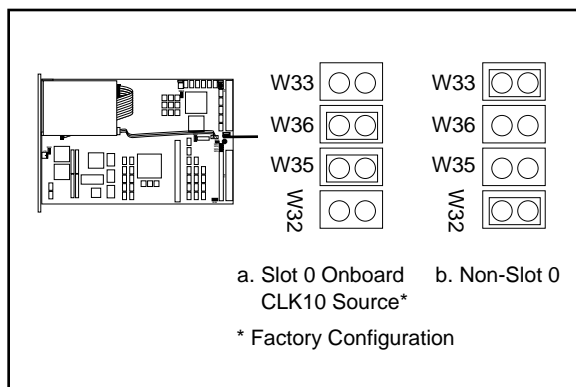 W33
W36
W35
W32
W33
W36
W35
W32
a. Slot 0 Onboard
CLK10 Source*
b. Non-Slot 0
* Factory Configuration